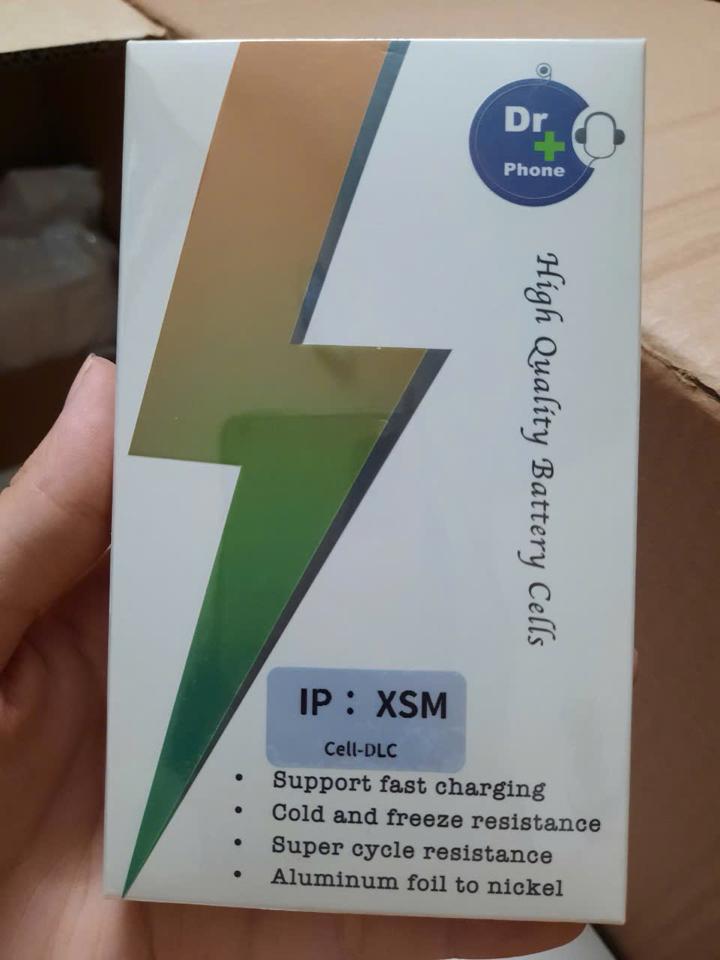 Dr
Phone
High Quality Battery Cells
IP： XSM
Cell-DLC
• Support fast charging
• Cold and freeze resistance
• Super cycle resistance
• Aluminum foil to nickel